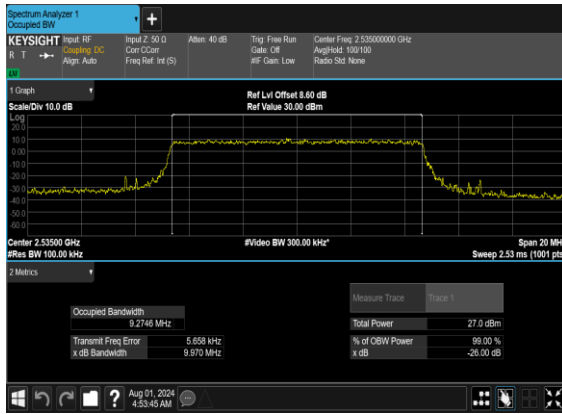 Spectrum Analyzer 1
Occupied BW
+
KEYSIGHT Input: RF Input Z: 50 Ω Atten: 40 dB Trig: Free Run Center Freq: 2.535000000 GHz
R T Coupling: DC Corr CCorr Gate: Off Avg|Hold: 100/100
Align: Auto Freq Ref: Int (S) #IF Gain: Low Radio Std: None
1 Graph
Ref Lvl Offset 8.60 dB
Scale/Div 10.0 dB Ref Value 30.00 dBm
Log
20.0
10.0
0.00
-10.0
-20.0
-30.0
-40.0
-50.0
-60.0
Center 2.53500 GHz #Video BW 300.00 kHz* Span 20 MH
#Res BW 100.00 kHz Sweep 2.53 ms (1001 pts
2 Metrics
Measure Trace Trace 1
Occupied Bandwidth
9.2746 MHz Total Power 27.0 dBm
Transmit Freq Error 5.658 kHz % of OBW Power 99.00 %
x dB Bandwidth 9.970 MHz x dB -26.00 dB
?
Aug 01, 2024
4:53:45 AM